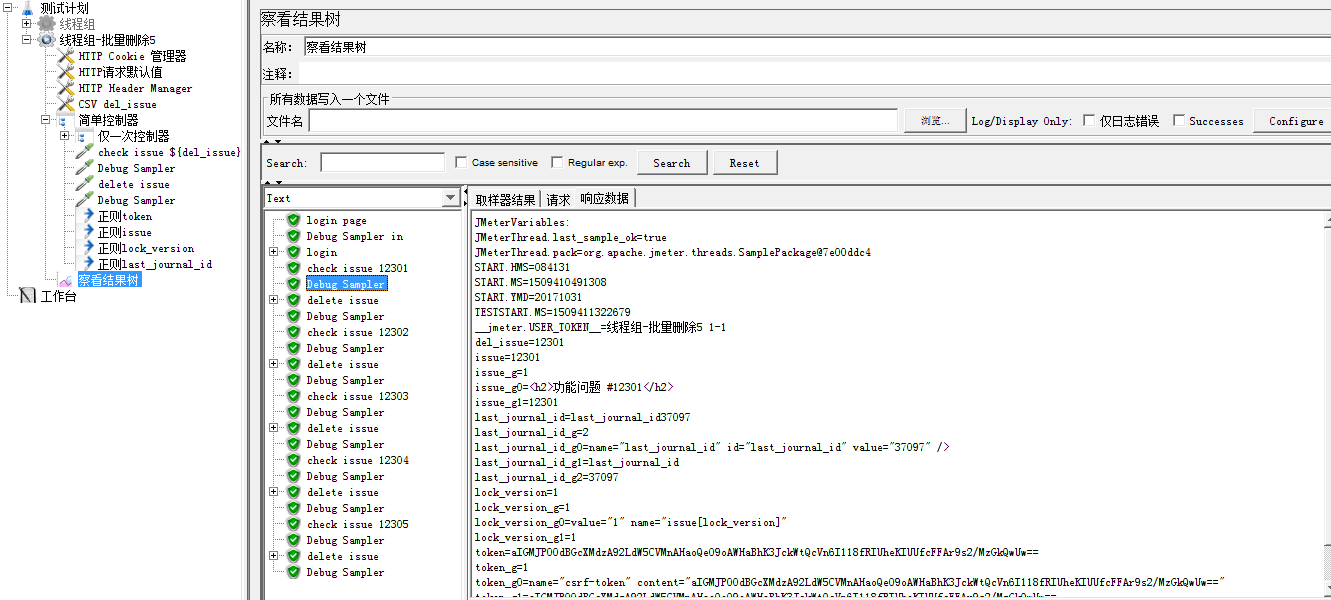 测试计划
线程组
线程组-批量删除5
HTTP Cookie 管理器
HTTP请求默认值
HTTP Header Manager
CSV del_issue
简单控制器
仅一次控制器
check issue ${del_issue}
Debug Sampler
delete issue
Debug Sampler
正则token
正则issue
正则lock_version
正则last_journal_id
察看结果树
工作台
察看结果树
名称： 察看结果树
注释：
所有数据写入一个文件
文件名 浏览... Log/Display Only: 仅日志错误 Successes Configure
Search: Case sensitive Regular exp. Search Reset
Text
login page
Debug Sampler in
login
check issue 12301
Debug Sampler
delete issue
Debug Sampler
check issue 12302
Debug Sampler
delete issue
Debug Sampler
check issue 12303
Debug Sampler
delete issue
Debug Sampler
check issue 12304
Debug Sampler
delete issue
Debug Sampler
check issue 12305
Debug Sampler
delete issue
Debug Sampler
取样器结果 请求 响应数据
JMeterVariables:
JMeterThread.last_sample_ok=true
JMeterThread.pack=org.apache.jmeter.threads.SamplePackage@7e00ddc4
START.HMS=084131
START.MS=1509410491308
START.YMD=20171031
TESTSTART.MS=1509411322679
__jmeter.USER_TOKEN__=线程组-批量删除5 1-1
del_issue=12301
issue=12301
issue_g=1
issue_g0=<h2>功能问题 #12301</h2>
issue_g1=12301
last_journal_id=last_journal_id37097
last_journal_id_g=2
last_journal_id_g0=name="last_journal_id" id="last_journal_id" value="37097" />
last_journal_id_g1=last_journal_id
last_journal_id_g2=37097
lock_version=1
lock_version_g=1
lock_version_g0=value="1" name="issue[lock_version]"
lock_version_g1=1
token=aIGMJP00dBGcXMdzA92LdW5CVMnAHaoQe09oAWHaBhK3JckWtQcVn6I118fRIUheKIUUfcFFAr9s2/MzGkQwUw==
token_g=1
token_g0=name="csrf-token" content="aIGMJP00dBGcXMdzA92LdW5CVMnAHaoQe09oAWHaBhK3JckWtQcVn6I118fRIUheKIUUfcFFAr9s2/MzGkQwUw=="